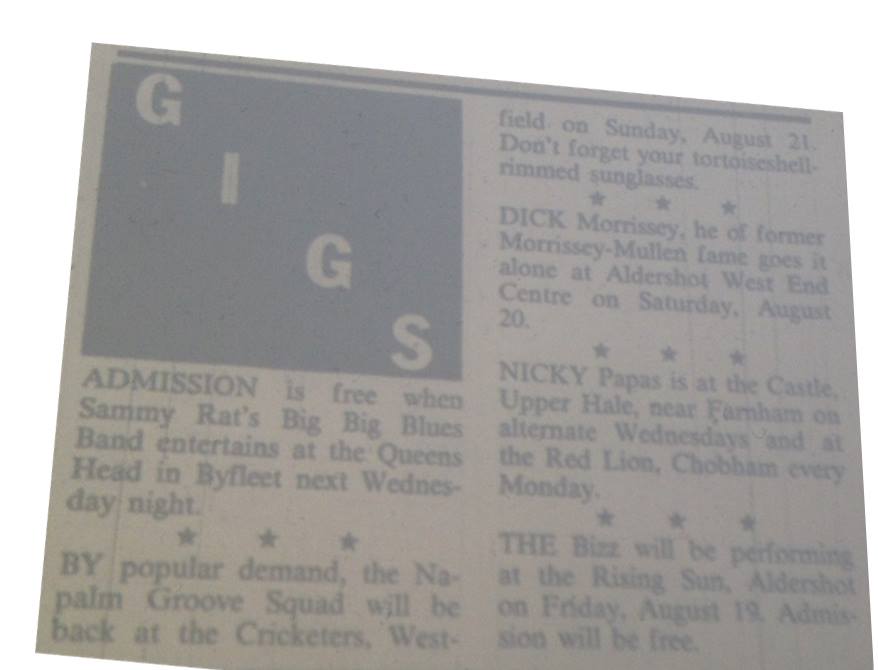 GIGS
ADMISSION is free when
Sammy Rat's Big Big Blues
Band entertains at the Queens
Head in Byfleet next Wednes-
day night.
★ ★ ★
BY popular demand, the Na-
palm Groove Squad will be
back at the Cricketers, West-
field on Sunday, August 21.
Don't forget your tortoiseshell-
rimmed sunglasses.
★ ★ ★
DICK Morrissey, he of former
Morrissey-Mullen fame goes it
alone at Aldershot West End
Centre on Saturday, August
20.
★ ★ ★
NICKY Papas is at the Castle,
Upper Hale, near Farnham on
alternate Wednesdays and at
the Red Lion, Chobham every
Monday.
★ ★ ★
THE Bizz will be performing
at the Rising Sun, Aldershot
on Friday, August 19. Admis-
sion will be free.